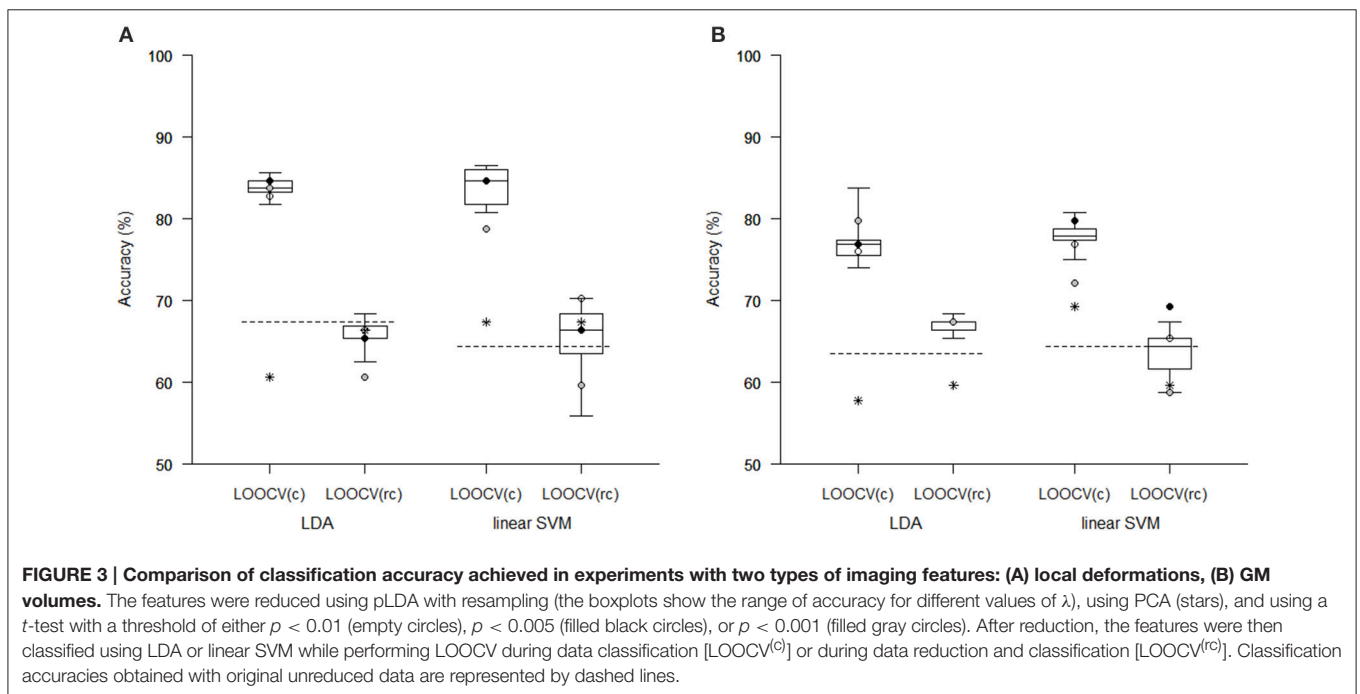 A
B
100
90
80
70
60
50
Accuracy (%)
LOOCV(c) LOOCV(rc) LOOCV(c) LOOCV(rc)
LDA linear SVM
100
90
80
70
60
50
Accuracy (%)
LOOCV(c) LOOCV(rc) LOOCV(c) LOOCV(rc)
LDA linear SVM
FIGURE 3 | Comparison of classification accuracy achieved in experiments with two types of imaging features: (A) local deformations, (B) GM
volumes. The features were reduced using pLDA with resampling (the boxplots show the range of accuracy for different values of λ), using PCA (stars), and using a
t-test with a threshold of either p < 0.01 (empty circles), p < 0.005 (filled black circles), or p < 0.001 (filled gray circles). After reduction, the features were then
classified using LDA or linear SVM while performing LOOCV during data classification [LOOCV(c)] or during data reduction and classification [LOOCV(rc)]. Classification
accuracies obtained with original unreduced data are represented by dashed lines.